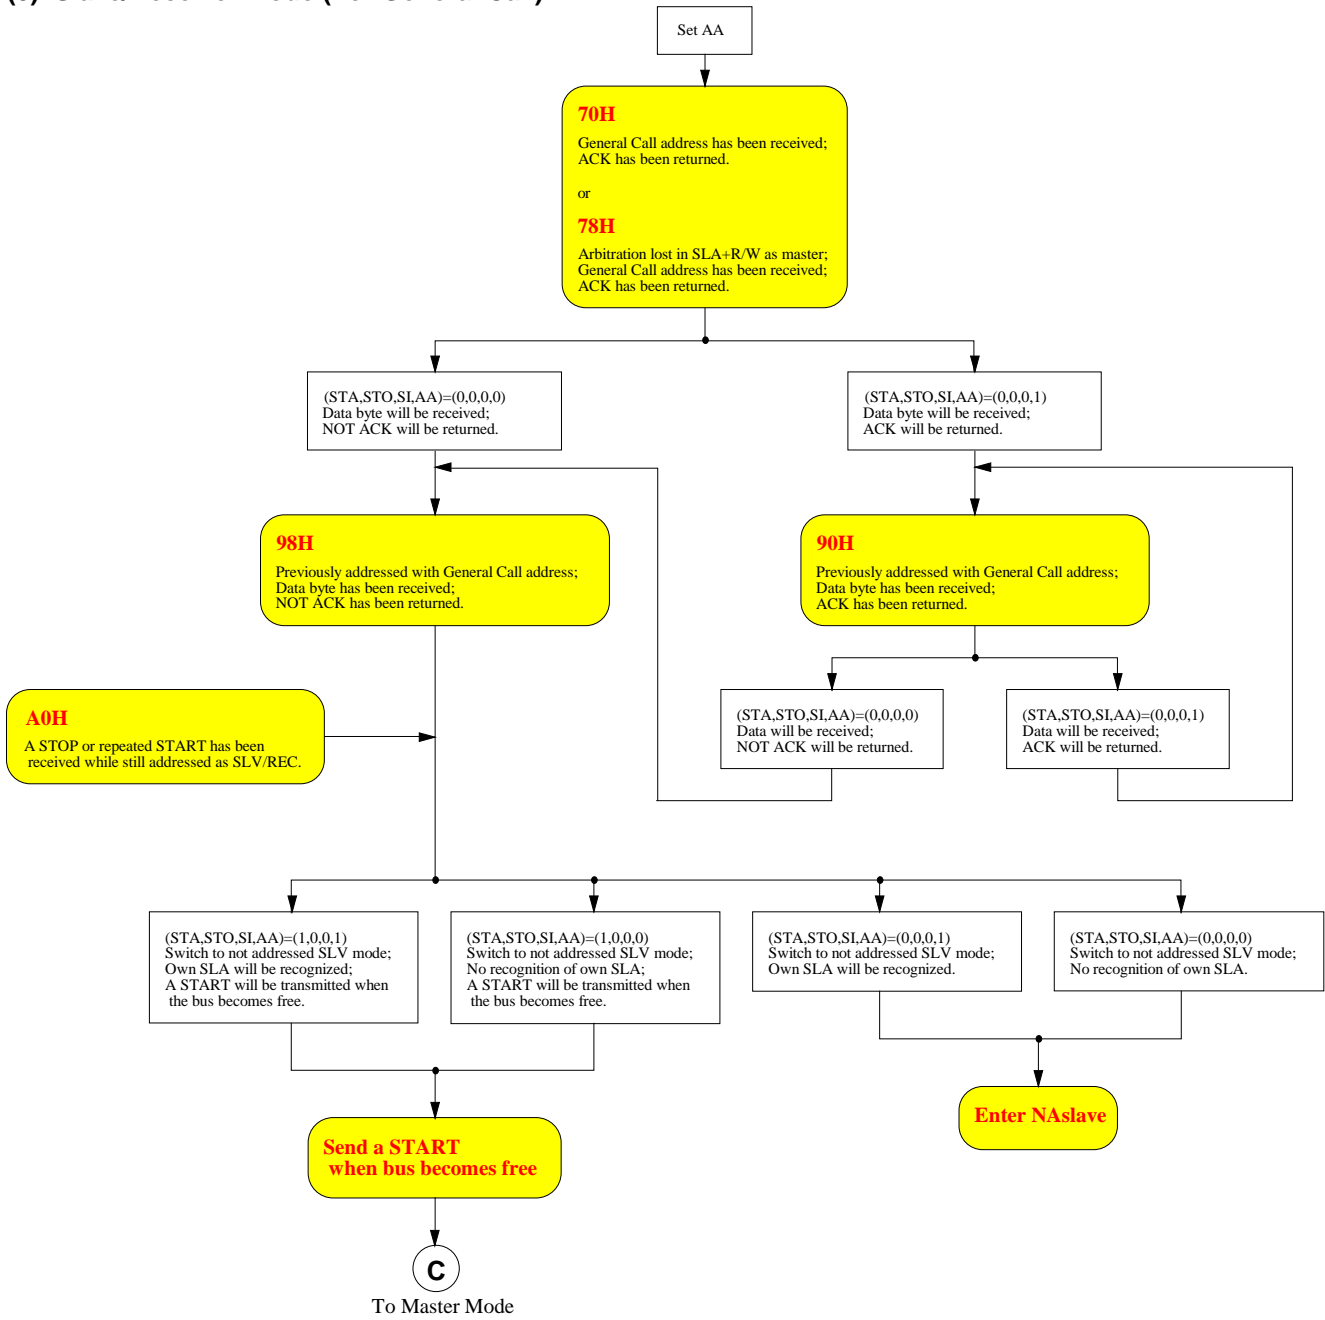 Set AA
70H
General Call address has been received;
ACK has been returned.
or
78H
Arbitration lost in SLA+R/W as master;
General Call address has been received;
ACK has been returned.
(STA,STO,SI,AA)=(0,0,0,0)
Data byte will be received;
NOT ACK will be returned.
(STA,STO,SI,AA)=(0,0,0,1)
Data byte will be received;
ACK will be returned.
98H
Previously addressed with General Call address;
Data byte has been received;
NOT ACK has been returned.
90H
Previously addressed with General Call address;
Data byte has been received;
ACK has been returned.
A0H
A STOP or repeated START has been
received while still addressed as SLV/REC.
(STA,STO,SI,AA)=(0,0,0,0)
Data will be received;
NOT ACK will be returned.
(STA,STO,SI,AA)=(0,0,0,1)
Data will be received;
ACK will be returned.
(STA,STO,SI,AA)=(1,0,0,1)
Switch to not addressed SLV mode;
Own SLA will be recognized;
A START will be transmitted when
the bus becomes free.
(STA,STO,SI,AA)=(1,0,0,0)
Switch to not addressed SLV mode;
No recognition of own SLA;
A START will be transmitted when
the bus becomes free.
(STA,STO,SI,AA)=(0,0,0,1)
Switch to not addressed SLV mode;
Own SLA will be recognized.
(STA,STO,SI,AA)=(0,0,0,0)
Switch to not addressed SLV mode;
No recognition of own SLA.
Send a START
when bus becomes free
Enter NAslave
C
To Master Mode